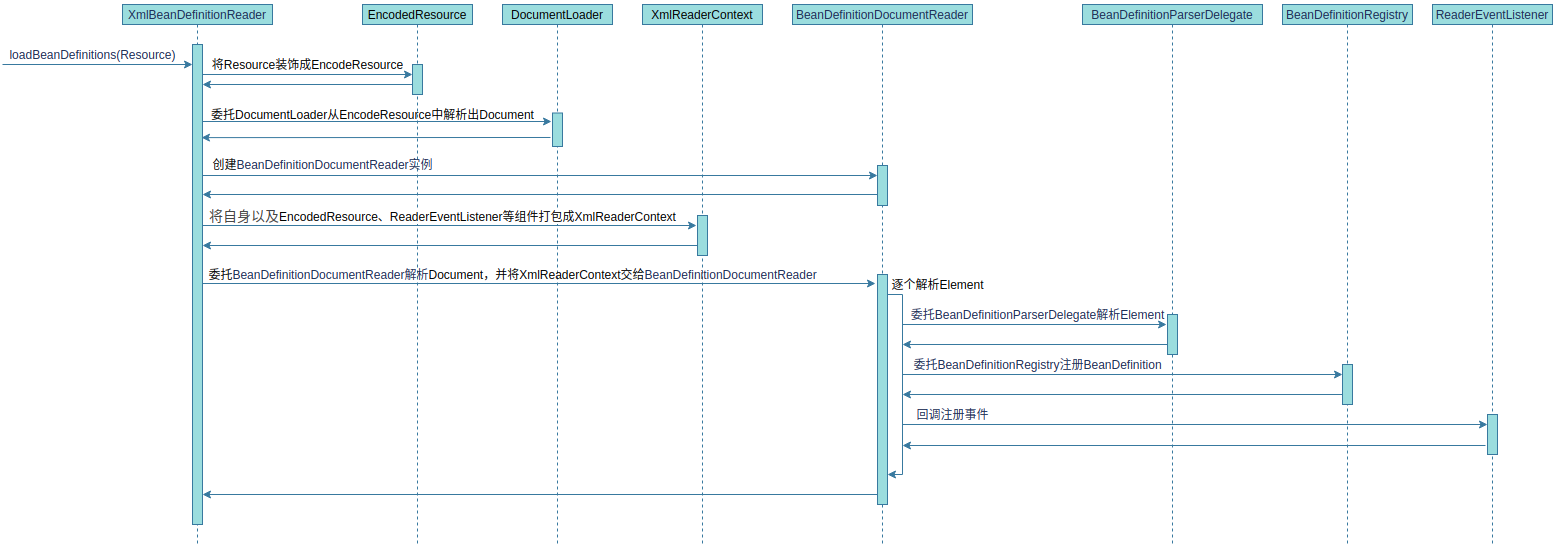 XmlBeanDefinitionReader
EncodedResource
DocumentLoader
XmlReaderContext
BeanDefinitionDocumentReader
BeanDefinitionParserDelegate
BeanDefinitionRegistry
ReaderEventListener
loadBeanDefinitions(Resource)
将Resource装饰成EncodeResource
委托DocumentLoader从EncodeResource中解析出Document
创建BeanDefinitionDocumentReader实例
将自身以及EncodedResource、ReaderEventListener等组件打包成XmlReaderContext
委托BeanDefinitionDocumentReader解析Document，并将XmlReaderContext交给BeanDefinitionDocumentReader
逐个解析Element
委托BeanDefinitionParserDelegate解析Element
委托BeanDefinitionRegistry注册BeanDefinition
回调注册事件